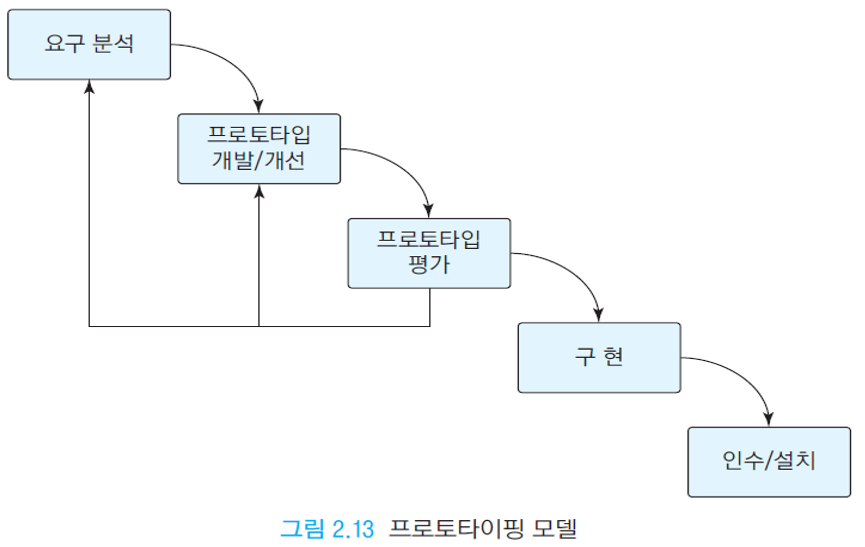 요구 분석
프로토타입
개발/개선
프로토타입
평가
구 현
인수/설치
그림 2.13 프로토타이핑 모델